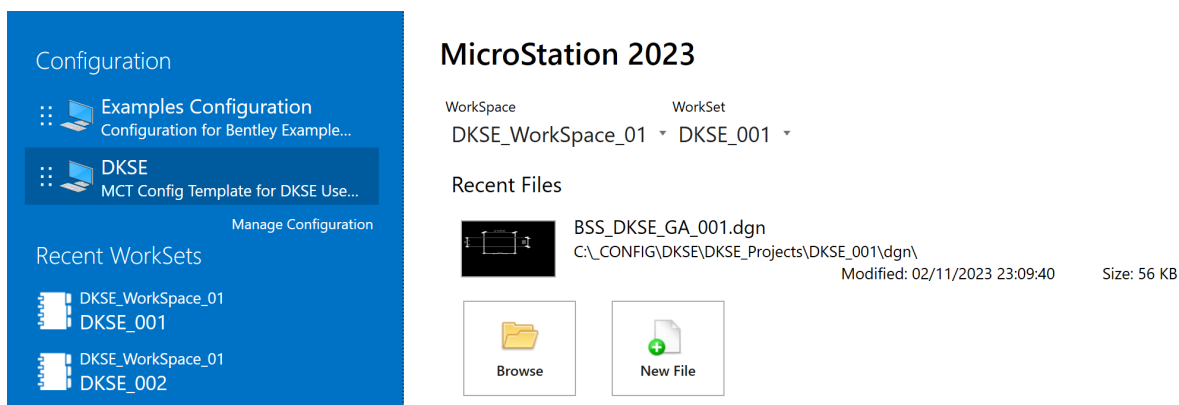 Configuration
Examples Configuration
Configuration for Bentley Example...
DKSE
MCT Config Template for DKSE Use...
Manage Configuration
Recent WorkSets
DKSE_WorkSpace_01
DKSE_001
DKSE_WorkSpace_01
DKSE_002
MicroStation 2023
WorkSpace WorkSet
DKSE_WorkSpace_01 DKSE_001
Recent Files
BSS_DKSE_GA_001.dgn
C:\_CONFIG\DKSE\DKSE_Projects\DKSE_001\dgn\
Modified: 02/11/2023 23:09:40 Size: 56 KB
Browse New File